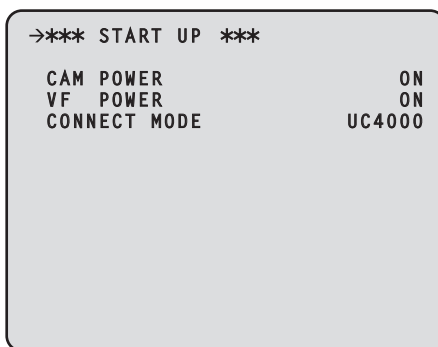 →*** START UP ***
CAM POWER ON
VF POWER ON
CONNECT MODE UC4000